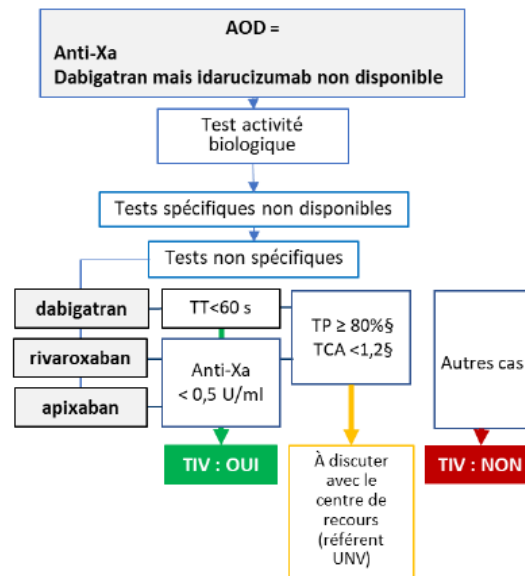 AOD =
Anti-Xa
Dabigatran mais idarucizumab non disponible
Test activité
biologique
Tests spécifiques non disponibles
Tests non spécifiques
dabigatran
TT<60 s
rivaroxaban
apixaban
Anti-Xa
< 0,5 U/ml
TP ≥ 80%§
TCA <1,2§
Autres cas
TIV : OUI
À discuter
avec le
centre de
recours
(référent
UNV)
TIV : NON